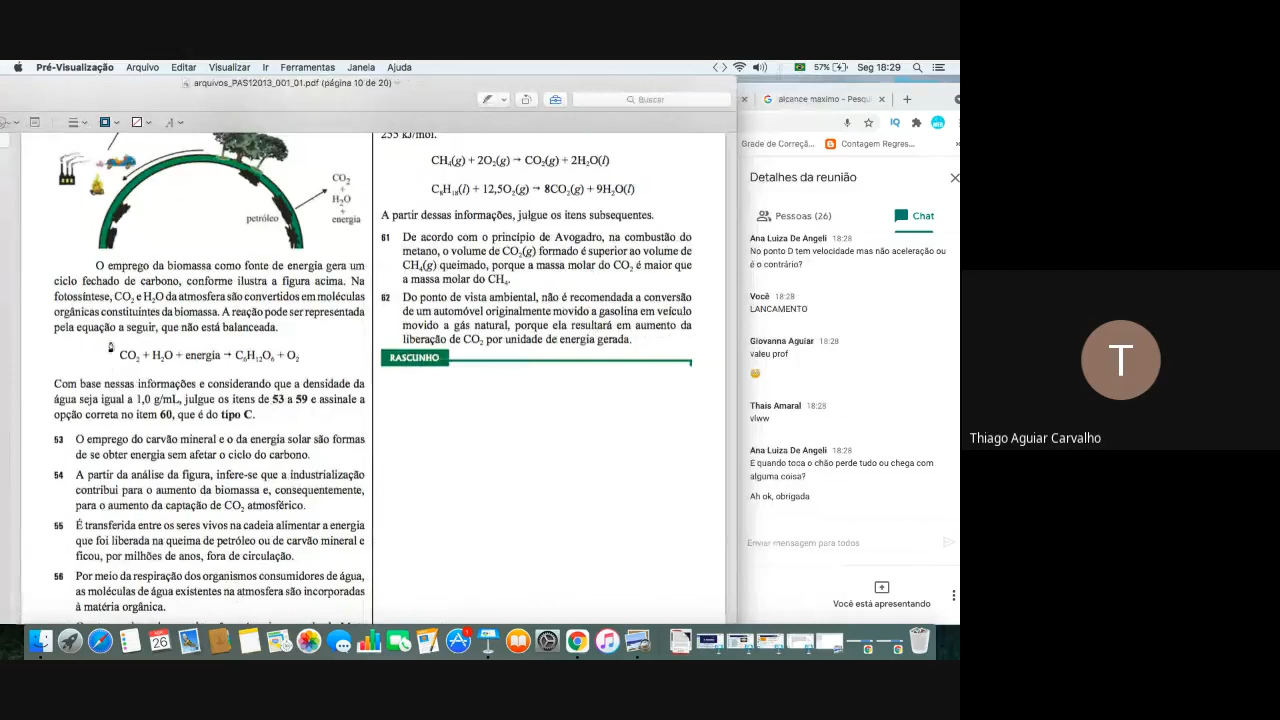 Pré-Visualização Arquivo Editar Visualizar Ir Ferramentas Janela Ajuda
57% Seg 18:29
arquivos_PAS12013_001_01.pdf (página 10 de 20)
Buscar
CO₂
+
H₂O
+
energia
petróleo
O emprego da biomassa como fonte de energia gera um
ciclo fechado de carbono, conforme ilustra a figura acima. Na
fotossíntese, CO₂ e H₂O da atmosfera são convertidos em moléculas
orgânicas constituintes da biomassa. A reação pode ser representada
pela equação a seguir, que não está balanceada.
CO₂ + H₂O + energia → C₆H₁₂O₆ + O₂
Com base nessas informações e considerando que a densidade da
água seja igual a 1,0 g/mL, julgue os itens de 53 a 59 e assinale a
opção correta no item 60, que é do tipo C.
53 O emprego do carvão mineral e o da energia solar são formas
de se obter energia sem afetar o ciclo do carbono.
54 A partir da análise da figura, infere-se que a industrialização
contribui para o aumento da biomassa e, consequentemente,
para o aumento da captação de CO₂ atmosférico.
55 É transferida entre os seres vivos na cadeia alimentar a energia
que foi liberada na queima de petróleo ou de carvão mineral e
ficou, por milhões de anos, fora de circulação.
56 Por meio da respiração dos organismos consumidores de água,
as moléculas de água existentes na atmosfera são incorporadas
à matéria orgânica.
255 kJ/mol.
CH₄(g) + 2O₂(g) → CO₂(g) + 2H₂O(l)
C₈H₁₈(l) + 12,5O₂(g) → 8CO₂(g) + 9H₂O(l)
A partir dessas informações, julgue os itens subsequentes.
61 De acordo com o princípio de Avogadro, na combustão do
metano, o volume de CO₂(g) formado é superior ao volume de
CH₄(g) queimado, porque a massa molar do CO₂ é maior que
a massa molar do CH₄.
62 Do ponto de vista ambiental, não é recomendada a conversão
de um automóvel originalmente movido a gasolina em veículo
movido a gás natural, porque ela resultará em aumento da
liberação de CO₂ por unidade de energia gerada.
RASCUNHO
alcance maximo - Pesqu
IQ
Grade de Correçã... Contagem Regres...
Detalhes da reunião
Pessoas (26) Chat
Ana Luiza De Angeli 18:28
No ponto D tem velocidade mas não aceleração ou
é o contrário?
Você 18:28
LANCAMENTO
Giovanna Aguiar 18:28
valeu prof
Thais Amaral 18:28
vlww
Ana Luiza De Angeli 18:28
E quando toca o chão perde tudo ou chega com
alguma coisa?
Ah ok, obrigada
Enviar mensagem para todos
Você está apresentando
26
1
T
Thiago Aguiar Carvalho